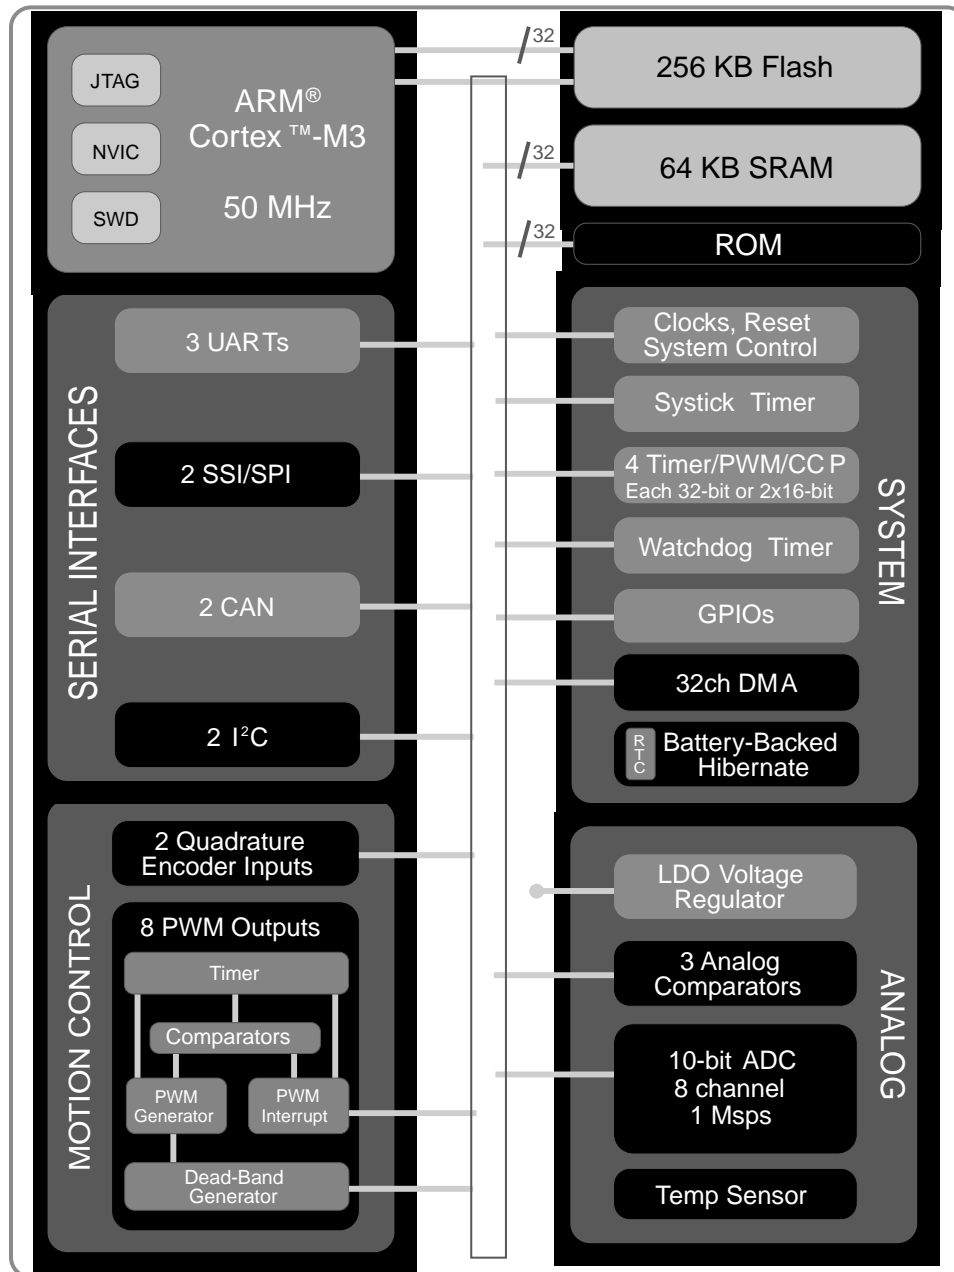 JTAG
NVIC
SWD
ARM®
Cortex™-M3
50 MHz
32
256 KB Flash
32
64 KB SRAM
32
ROM
SERIAL INTERFACES
3 UARTs
2 SSI/SPI
2 CAN
2 I²C
SYSTEM
Clocks, Reset
System Control
Systick Timer
4 Timer/PWM/CCP
Each 32-bit or 2x16-bit
Watchdog Timer
GPIOs
32ch DMA
RTC
Battery-Backed
Hibernate
MOTION CONTROL
2 Quadrature
Encoder Inputs
8 PWM Outputs
Timer
Comparators
PWM
Generator
PWM
Interrupt
Dead-Band
Generator
ANALOG
LDO Voltage
Regulator
3 Analog
Comparators
10-bit ADC
8 channel
1 Msps
Temp Sensor